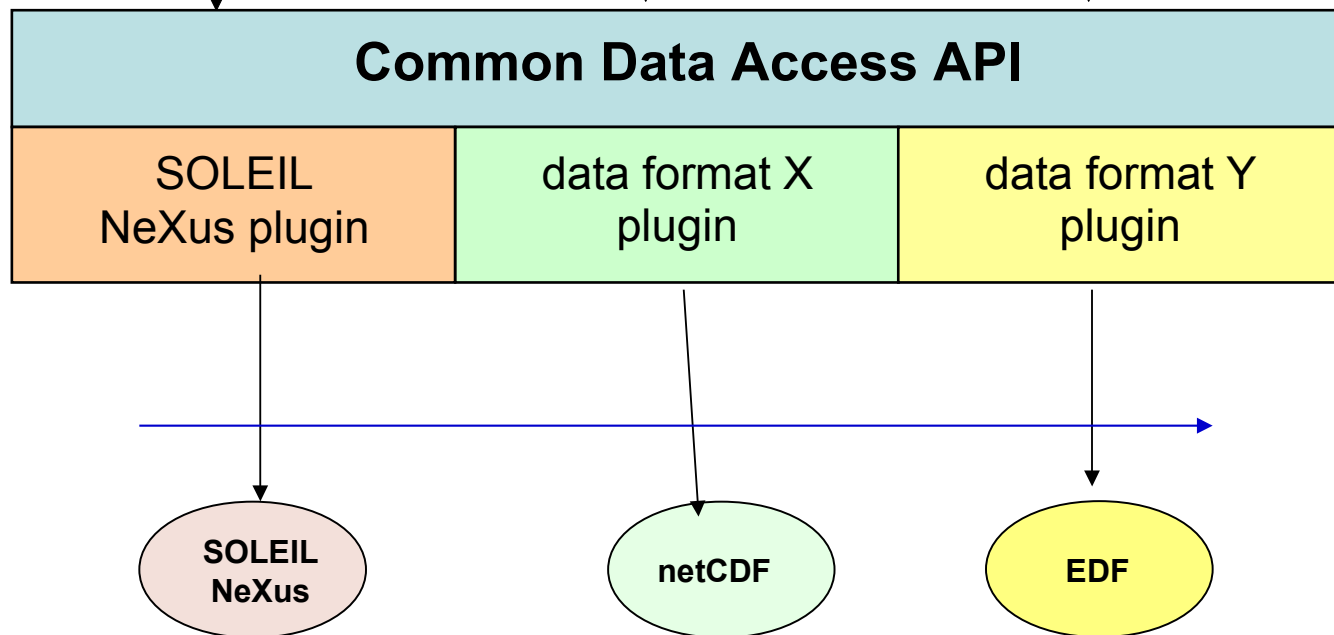 Common Data Access API
SOLEIL
NeXus plugin
data format X
plugin
data format Y
plugin
SOLEIL
NeXus
netCDF
EDF